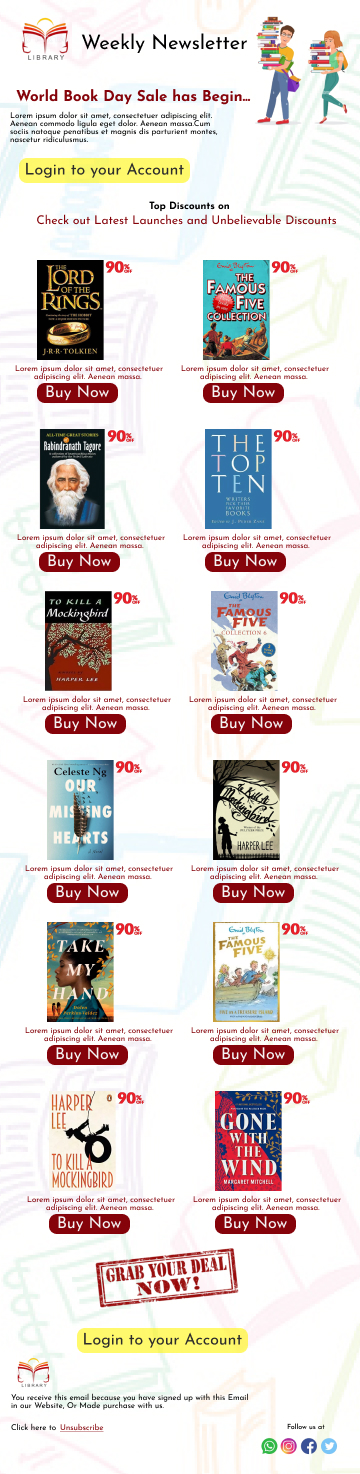 LIBRARY
Weekly Newsletter
World Book Day Sale has Begin...
Lorem ipsum dolor sit amet, consectetuer adipiscing elit.
Aenean commodo ligula eget dolor. Aenean massa.Cum
sociis natoque penatibus et magnis dis parturient montes,
nascetur ridiculusmus.
Login to your Account
Top Discounts on
Check out Latest Launches and Unbelievable Discounts
THE
LORD
OF THE
RINGS
J·R·R·TOLKIEN
90% OFF
Enid Blyton
THE
FAMOUS
FIVE
COLLECTION
90% OFF
Lorem ipsum dolor sit amet, consectetuer
adipiscing elit. Aenean massa.
Buy Now
Lorem ipsum dolor sit amet, consectetuer
adipiscing elit. Aenean massa.
Buy Now
ALL-TIME GREAT STORIES
Rabindranath Tagore
90% OFF
THE
TOP
TEN
WRITERS
PICK THEIR
FAVORITE
BOOKS
90% OFF
Lorem ipsum dolor sit amet, consectetuer
adipiscing elit. Aenean massa.
Buy Now
Lorem ipsum dolor sit amet, consectetuer
adipiscing elit. Aenean massa.
Buy Now
TO KILL A
Mockingbird
HARPER LEE
90% OFF
Enid Blyton
THE
FAMOUS
FIVE
COLLECTION 6
90% OFF
Lorem ipsum dolor sit amet, consectetuer
adipiscing elit. Aenean massa.
Buy Now
Lorem ipsum dolor sit amet, consectetuer
adipiscing elit. Aenean massa.
Buy Now
Celeste Ng
OUR
MISSING
HEARTS
90% OFF
To Kill a
Mockingbird
HARPER LEE
90% OFF
Lorem ipsum dolor sit amet, consectetuer
adipiscing elit. Aenean massa.
Buy Now
Lorem ipsum dolor sit amet, consectetuer
adipiscing elit. Aenean massa.
Buy Now
TAKE
MY
HAND
Dolen
Perkins-Valdez
90% OFF
Enid Blyton
THE
FAMOUS
FIVE
FIVE ON A TREASURE ISLAND
90% OFF
Lorem ipsum dolor sit amet, consectetuer
adipiscing elit. Aenean massa.
Buy Now
Lorem ipsum dolor sit amet, consectetuer
adipiscing elit. Aenean massa.
Buy Now
HARPER
LEE
TO KILL A
MOCKINGBIRD
90% OFF
GONE
WITH
THE
WIND
MARGARET MITCHELL
90% OFF
Lorem ipsum dolor sit amet, consectetuer
adipiscing elit. Aenean massa.
Buy Now
Lorem ipsum dolor sit amet, consectetuer
adipiscing elit. Aenean massa.
Buy Now
GRAB YOUR DEAL
NOW!
Login to your Account
LIBRARY
You receive this email because you have signed up with this Email
in our Website, Or Made purchase with us.
Click here to Unsubscribe
Follow us at